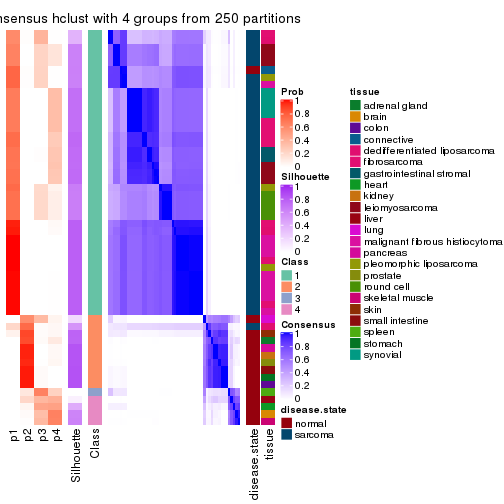 nsensus hclust with 4 groups from 250 partitions
p1
p2
p3
p4
Silhouette
Class
disease.state
tissue
Prob
1
0.8
0.6
0.4
0.2
0
Silhouette
1
0.8
0.6
0.4
0.2
0
Class
1
2
3
4
Consensus
1
0.8
0.6
0.4
0.2
0
disease.state
normal
sarcoma
tissue
adrenal gland
brain
colon
connective
dedifferentiated liposarcoma
fibrosarcoma
gastrointestinal stromal
heart
kidney
leiomyosarcoma
liver
lung
malignant fibrous histiocytoma
pancreas
pleomorphic liposarcoma
prostate
round cell
skeletal muscle
skin
small intestine
spleen
stomach
synovial